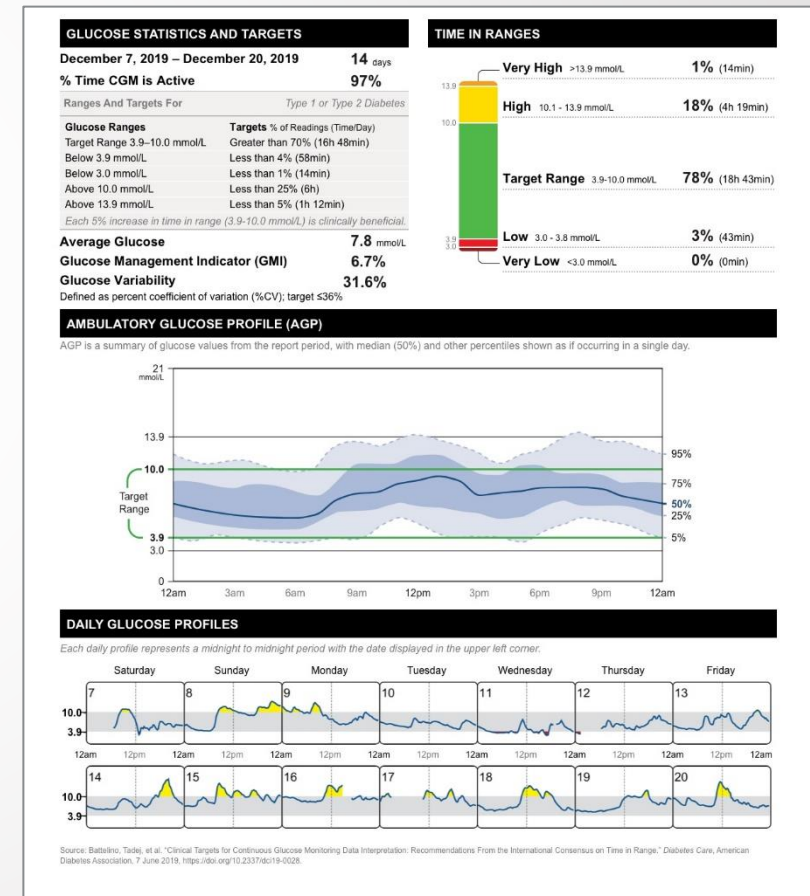 GLUCOSE STATISTICS AND TARGETS
December 7, 2019 – December 20, 2019 14 days
% Time CGM is Active 97%
Ranges And Targets For Type 1 or Type 2 Diabetes
Glucose Ranges Targets % of Readings (Time/Day)
Target Range 3.9–10.0 mmol/L Greater than 70% (16h 48min)
Below 3.9 mmol/L Less than 4% (58min)
Below 3.0 mmol/L Less than 1% (14min)
Above 10.0 mmol/L Less than 25% (6h)
Above 13.9 mmol/L Less than 5% (1h 12min)
Each 5% increase in time in range (3.9-10.0 mmol/L) is clinically beneficial.
Average Glucose 7.8 mmol/L
Glucose Management Indicator (GMI) 6.7%
Glucose Variability 31.6%
Defined as percent coefficient of variation (%CV); target ≤36%
TIME IN RANGES
Very High >13.9 mmol/L 1% (14min)
13.9
High 10.1 - 13.9 mmol/L 18% (4h 19min)
10.0
Target Range 3.9-10.0 mmol/L 78% (18h 43min)
Low 3.0 - 3.8 mmol/L 3% (43min)
3.9
3.0
Very Low <3.0 mmol/L 0% (0min)
AMBULATORY GLUCOSE PROFILE (AGP)
AGP is a summary of glucose values from the report period, with median (50%) and other percentiles shown as if occurring in a single day.
21
mmol/L
13.9
95%
10.0
75%
Target
Range
50%
25%
3.9
5%
3.0
0
12am 3am 6am 9am 12pm 3pm 6pm 9pm 12am
DAILY GLUCOSE PROFILES
Each daily profile represents a midnight to midnight period with the date displayed in the upper left corner.
Saturday Sunday Monday Tuesday Wednesday Thursday Friday
7 8 9 10 11 12 13
10.0
3.9
12am 12pm 12am 12pm 12am 12pm 12am 12pm 12am 12pm 12am 12pm 12am 12pm 12am
14 15 16 17 18 19 20
10.0
3.9
Source: Battelino, Tadej, et al. "Clinical Targets for Continuous Glucose Monitoring Data Interpretation: Recommendations From the International Consensus on Time in Range." Diabetes Care, American
Diabetes Association, 7 June 2019, https://doi.org/10.2337/dci19-0028.